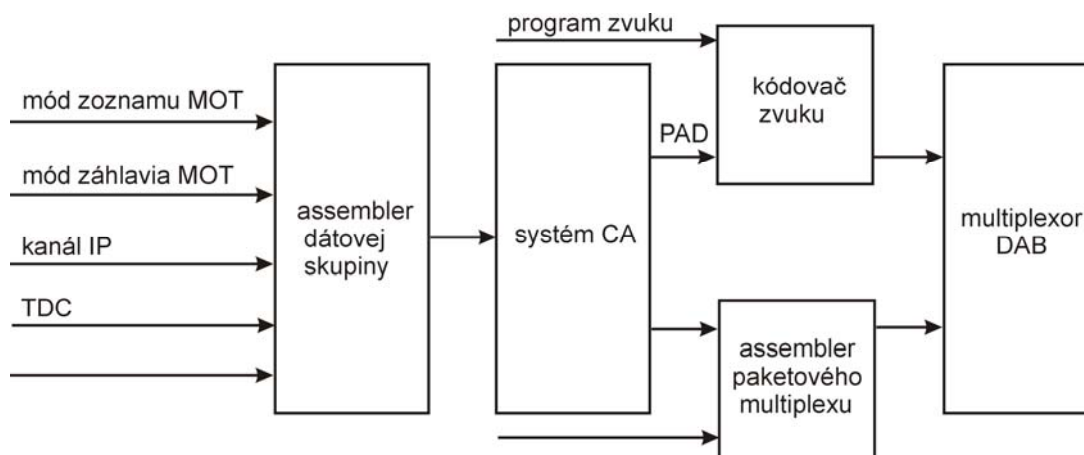 program zvuku
mód zoznamu MOT
mód záhlavia MOT
kanál IP
TDC
assembler
dátovej
skupiny
systém CA
PAD
kódovač
zvuku
assembler
paketového
multiplexu
multiplexor
DAB